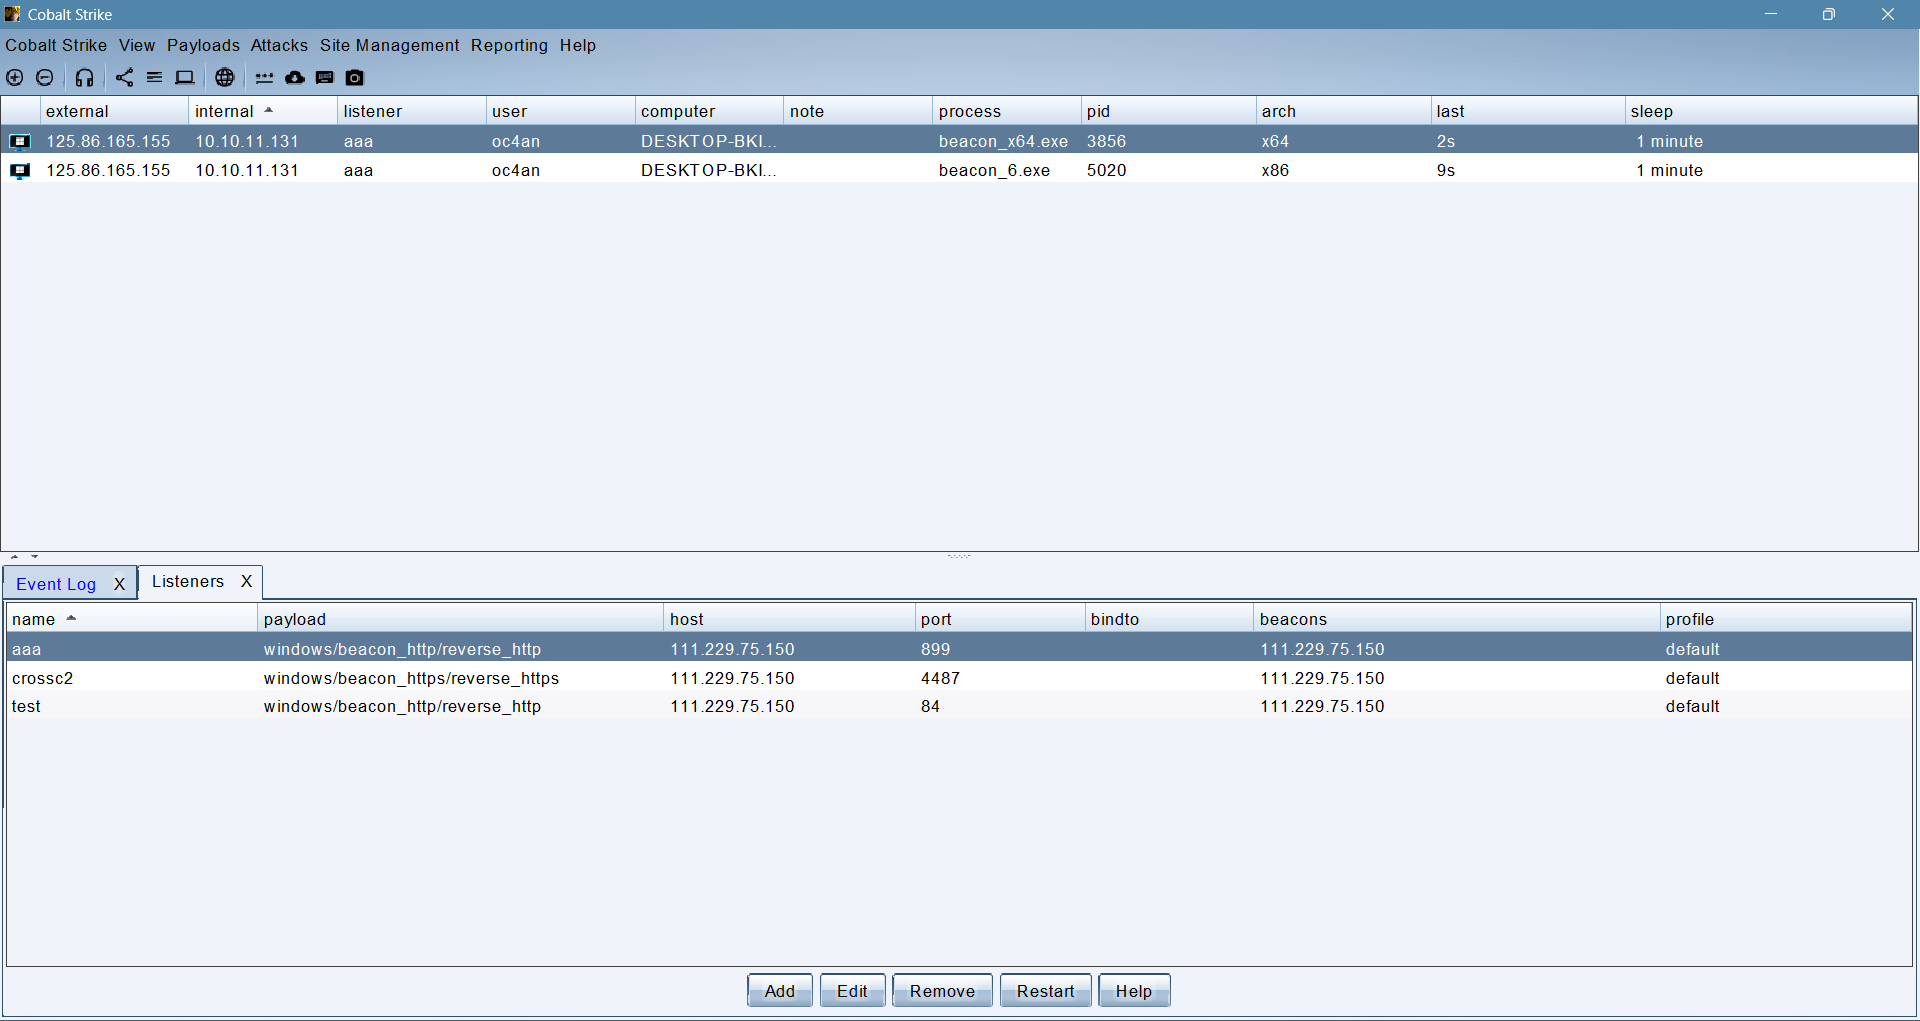 Cobalt Strike
Cobalt Strike View Payloads Attacks Site Management Reporting Help
external internal listener user computer note process pid arch last sleep
125.86.165.155 10.10.11.131 aaa oc4an DESKTOP-BKI... beacon_x64.exe 3856 x64 2s 1 minute
125.86.165.155 10.10.11.131 aaa oc4an DESKTOP-BKI... beacon_6.exe 5020 x86 9s 1 minute
Event Log X Listeners X
name payload host port bindto beacons profile
aaa windows/beacon_http/reverse_http 111.229.75.150 899 111.229.75.150 default
crossc2 windows/beacon_https/reverse_https 111.229.75.150 4487 111.229.75.150 default
test windows/beacon_http/reverse_http 111.229.75.150 84 111.229.75.150 default
Add Edit Remove Restart Help